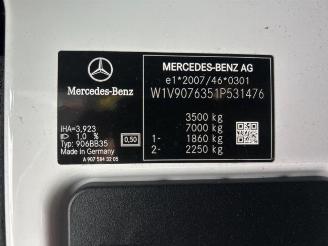 MERCEDES-BENZ AG
e1*2007/46*0301
W1V9076351P531476
Mercedes-Benz
3500 kg
7000 kg
1- 1860 kg
2- 2250 kg
IHA=3,923
1,0 % 0,50
Typ: 906BB35
Made in Germany
A 907 584 32 05